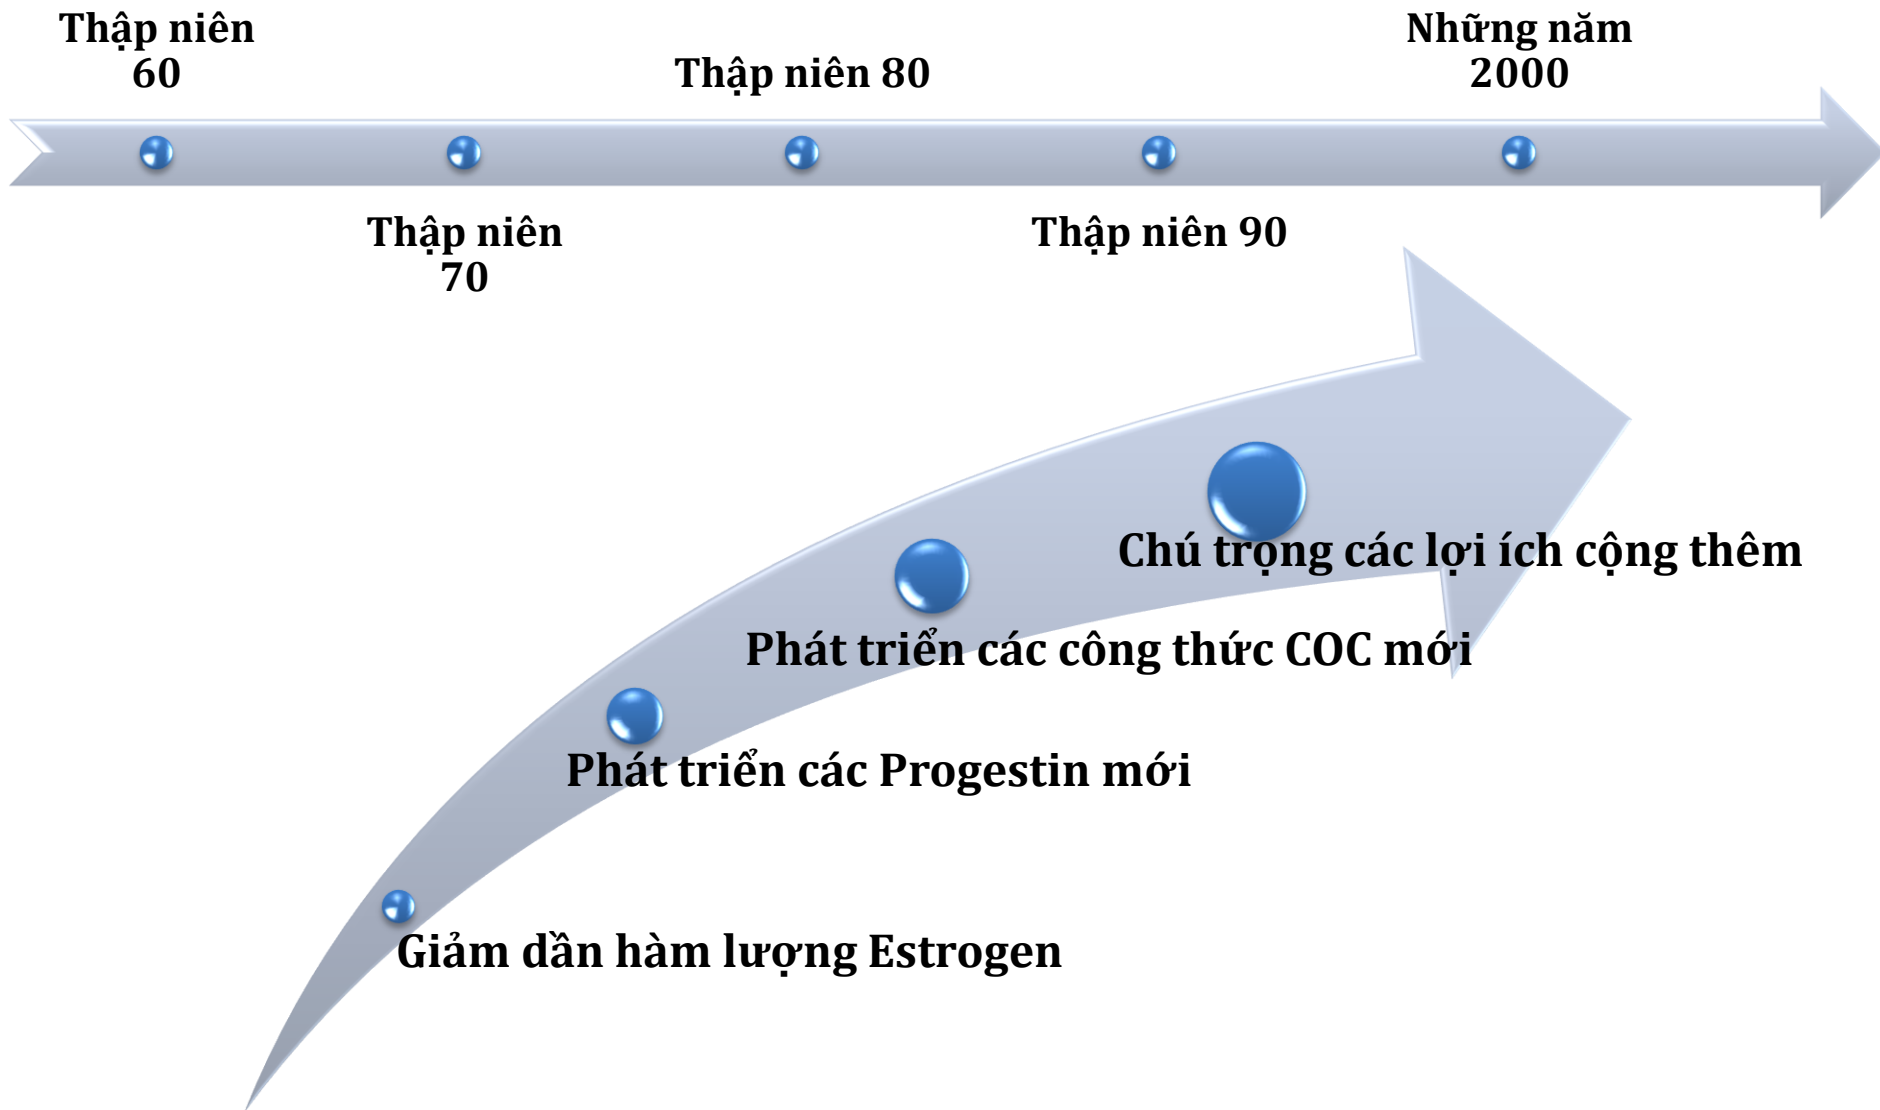 Thập niên
60
Thập niên 80
Những năm
2000
Thập niên
70
Thập niên 90
Chú trọng các lợi ích cộng thêm
Phát triển các công thức COC mới
Phát triển các Progestin mới
Giảm dần hàm lượng Estrogen